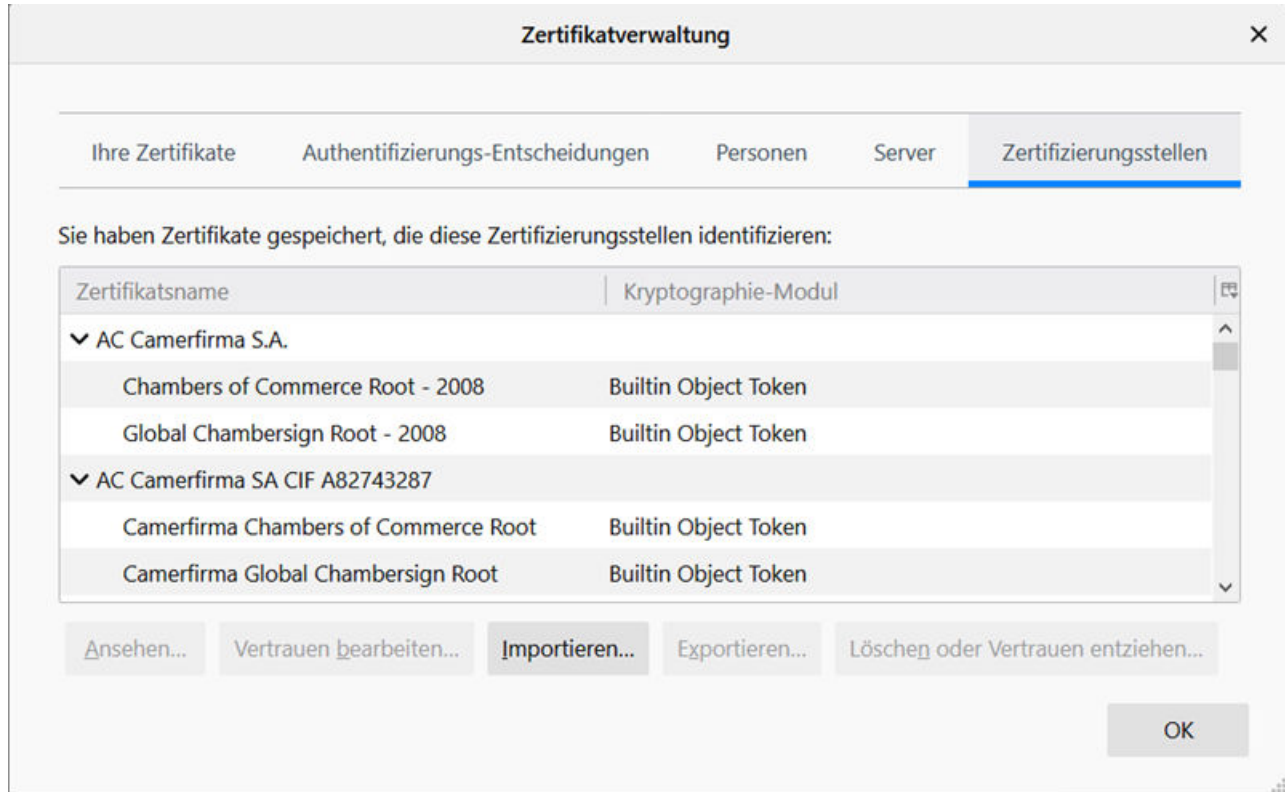 Zertifikatverwaltung
Ihre Zertifikate Authentifizierungs-Entscheidungen Personen Server Zertifizierungsstellen
Sie haben Zertifikate gespeichert, die diese Zertifizierungsstellen identifizieren:
Zertifikatsname Kryptographie-Modul
AC Camerfirma S.A.
Chambers of Commerce Root - 2008 Builtin Object Token
Global Chambersign Root - 2008 Builtin Object Token
AC Camerfirma SA CIF A82743287
Camerfirma Chambers of Commerce Root Builtin Object Token
Camerfirma Global Chambersign Root Builtin Object Token
Ansehen... Vertrauen bearbeiten... Importieren... Exportieren... Löschen oder Vertrauen entziehen...
OK